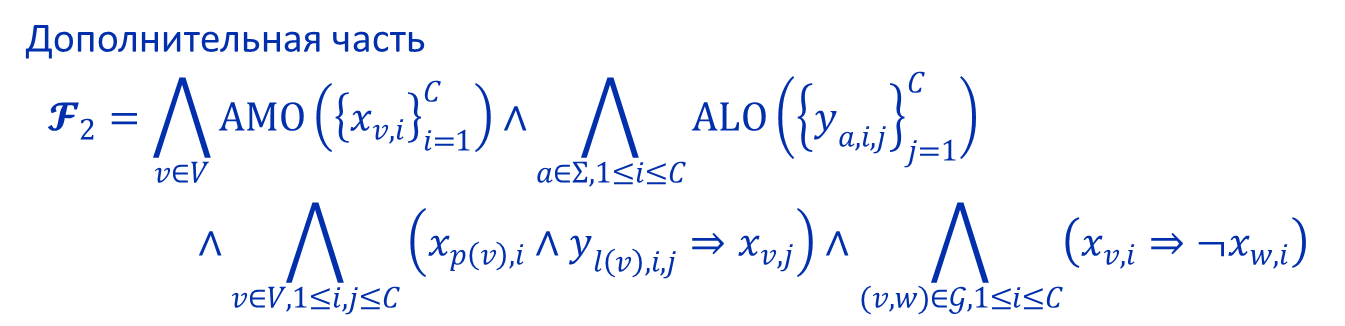 Дополнительная часть
𝓕₂ = ⋀_{v∈V} AMO({x_{v,i}}_{i=1}^{C}) ∧ ⋀_{a∈Σ,1≤i≤C} ALO({y_{a,i,j}}_{j=1}^{C})
∧ ⋀_{v∈V,1≤i,j≤C} (x_{p(v),i} ∧ y_{l(v),i,j} ⇒ x_{v,j}) ∧ ⋀_{(v,w)∈𝒢,1≤i≤C} (x_{v,i} ⇒ ¬x_{w,i})